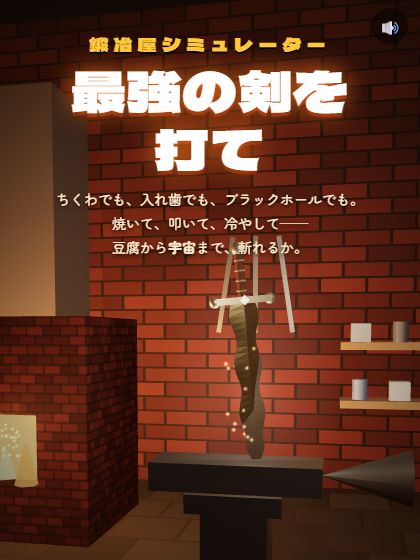 鍛冶屋シミュレーター
最強の剣を
打て
ちくわでも、入れ歯でも、ブラックホールでも。
焼いて、叩いて、冷やして——
豆腐から宇宙まで、斬れるか。